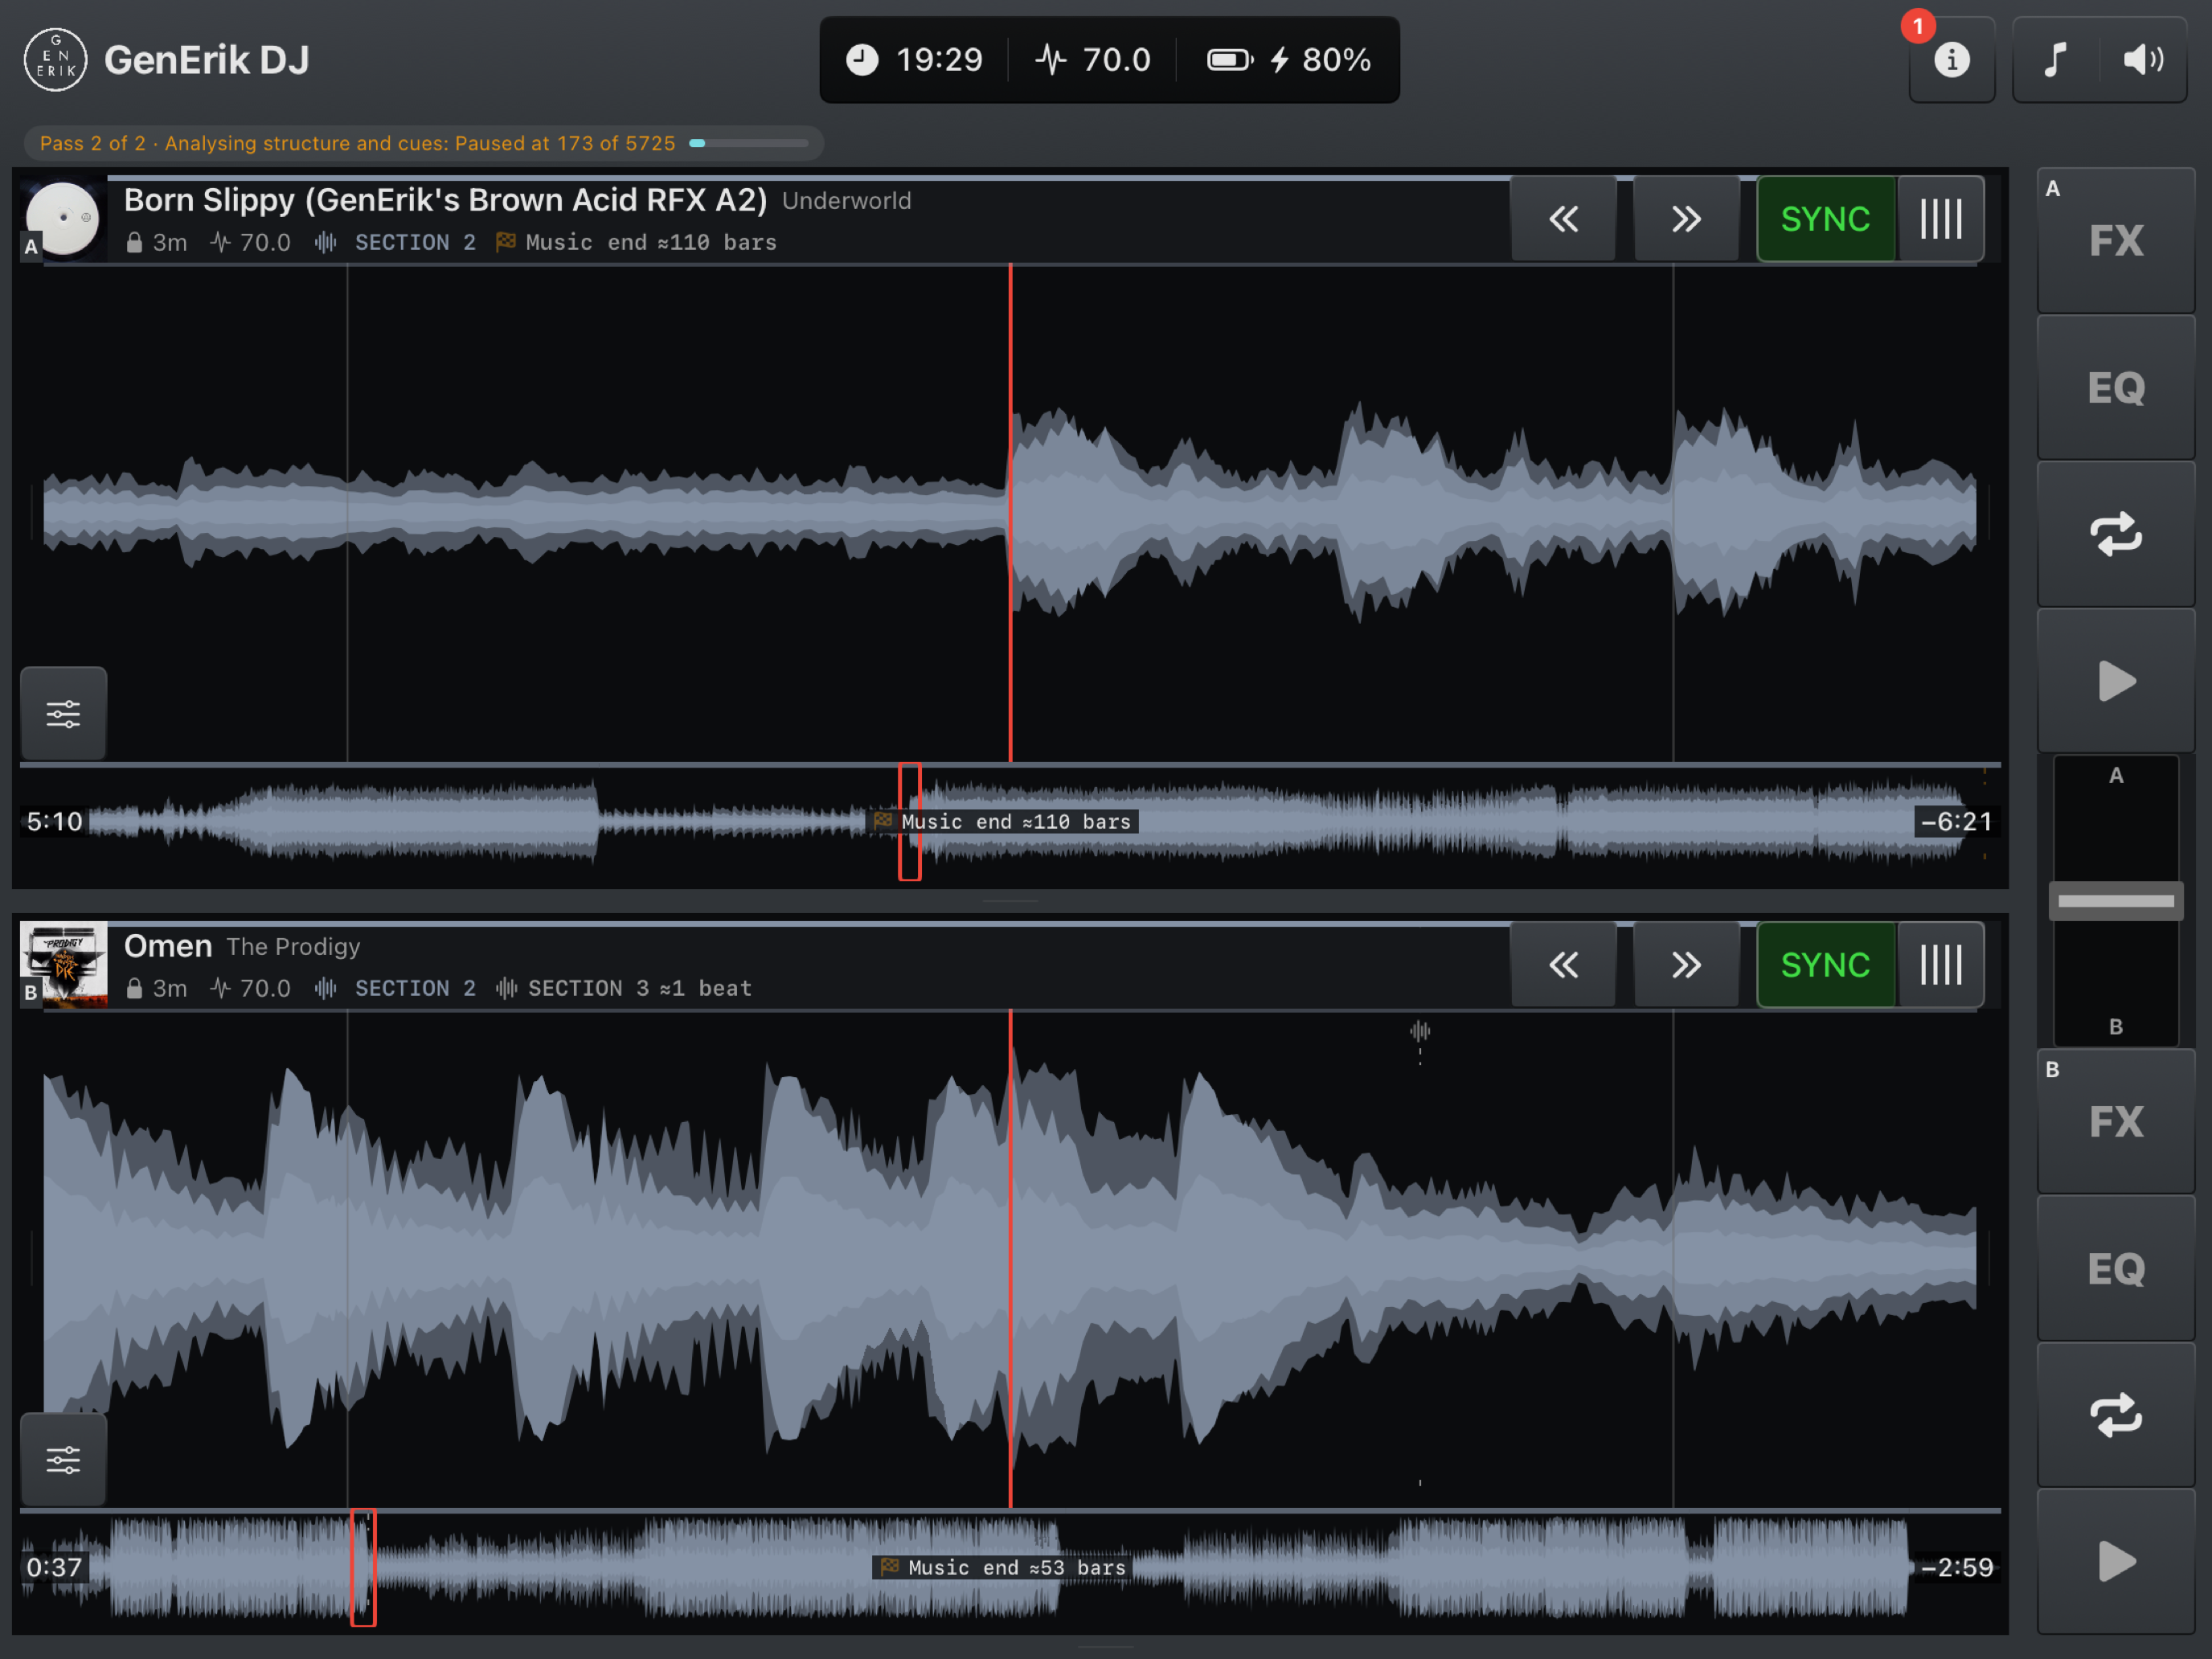 G
E N
ERIK
GenErik DJ
19:29
70.0
80%
1
Pass 2 of 2 · Analysing structure and cues: Paused at 173 of 5725
Born Slippy (GenErik's Brown Acid RFX A2) Underworld
A
3m 70.0 SECTION 2 Music end ≈110 bars
SYNC
A
FX
EQ
5:10
Music end ≈110 bars
−6:21
A
B
PRODIGY
Omen The Prodigy
B
3m 70.0 SECTION 2 SECTION 3 ≈1 beat
SYNC
B
FX
EQ
0:37
Music end ≈53 bars
−2:59